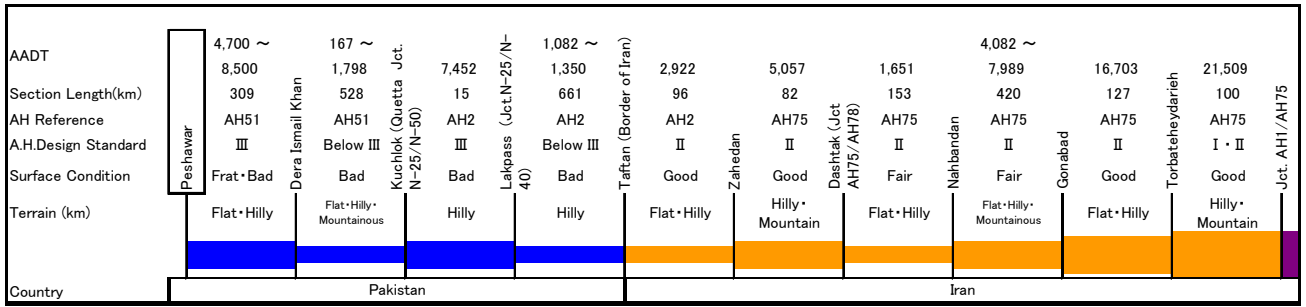 4,700 ～ 167 ～ 1,082 ～ 4,082 ～
AADT
8,500 1,798 7,452 1,350 2,922 5,057 1,651 7,989 16,703 21,509
Section Length(km) 309 528 15 661 96 82 153 420 127 100
AH Reference AH51 AH51 AH2 AH2 AH2 AH75 AH75 AH75 AH75 AH75
A.H.Design Standard Ⅲ Below Ⅲ Ⅲ Below Ⅲ Ⅱ Ⅱ Ⅱ Ⅱ Ⅱ Ⅰ・Ⅱ
Surface Condition Frat・Bad Bad Bad Bad Good Good Fair Fair Good Good
Peshawar
Dera Ismail Khan
Kuchlok (Quetta Jct.
N-25/N-50)
Lakpass (Jct.N-25/N-
40)
Taftan (Border of Iran)
Zahedan
Dashtak (Jct
AH75/AH78)
Nahbandan
Gonabad
Torbateheydarieh
Jct. AH1/AH75
Terrain (km) Flat・Hilly Flat・Hilly・ Hilly Hilly Flat・Hilly Hilly・ Flat・Hilly Flat・Hilly・ Flat・Hilly Hilly・
Mountainous Mountain Mountainous Mountain
Country Pakistan Iran